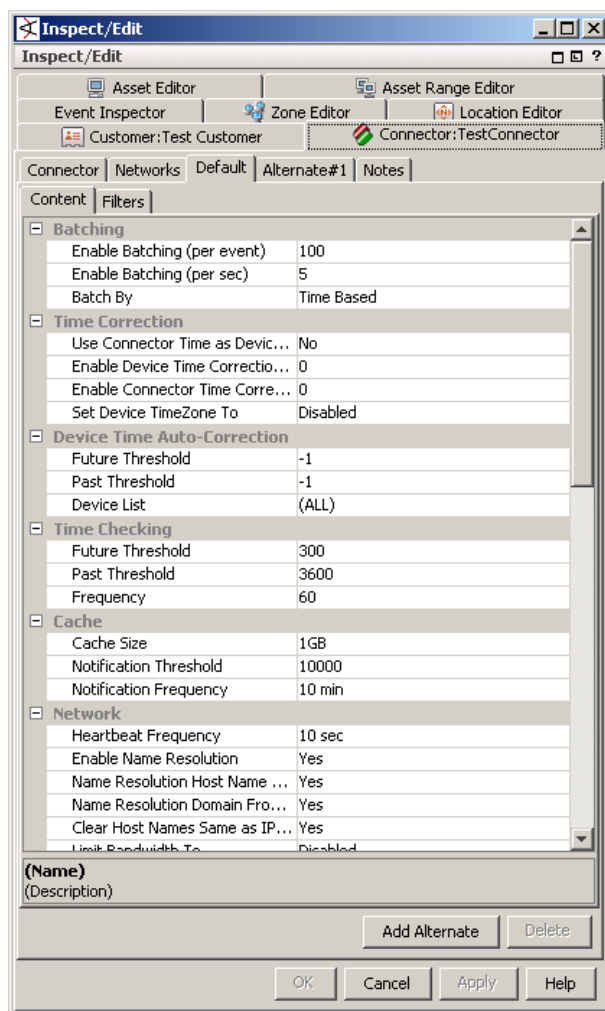 Inspect/Edit
Inspect/Edit ?
Asset Editor Asset Range Editor
Event Inspector Zone Editor Location Editor
Customer:Test Customer Connector:TestConnector
Connector Networks Default Alternate#1 Notes
Content Filters
Batching
Enable Batching (per event) 100
Enable Batching (per sec) 5
Batch By Time Based
Time Correction
Use Connector Time as Devic... No
Enable Device Time Correctio... 0
Enable Connector Time Corre... 0
Set Device TimeZone To Disabled
Device Time Auto-Correction
Future Threshold -1
Past Threshold -1
Device List (ALL)
Time Checking
Future Threshold 300
Past Threshold 3600
Frequency 60
Cache
Cache Size 1GB
Notification Threshold 10000
Notification Frequency 10 min
Network
Heartbeat Frequency 10 sec
Enable Name Resolution Yes
Name Resolution Host Name ... Yes
Name Resolution Domain Fro... Yes
Clear Host Names Same as IP... Yes
Limit Bandwidth To Disabled
(Name)
(Description)
Add Alternate Delete
OK Cancel Apply Help